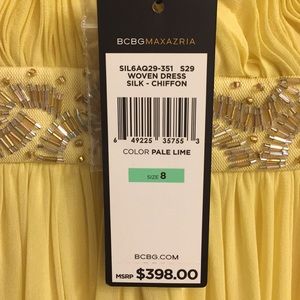 BCBGMAXAZRIA
SIL6AQ29-351 S29
WOVEN DRESS
SILK - CHIFFON
6 49225 35755 3
COLOR PALE LIME
SIZE 8
BCBG.COM
MSRP $398.00